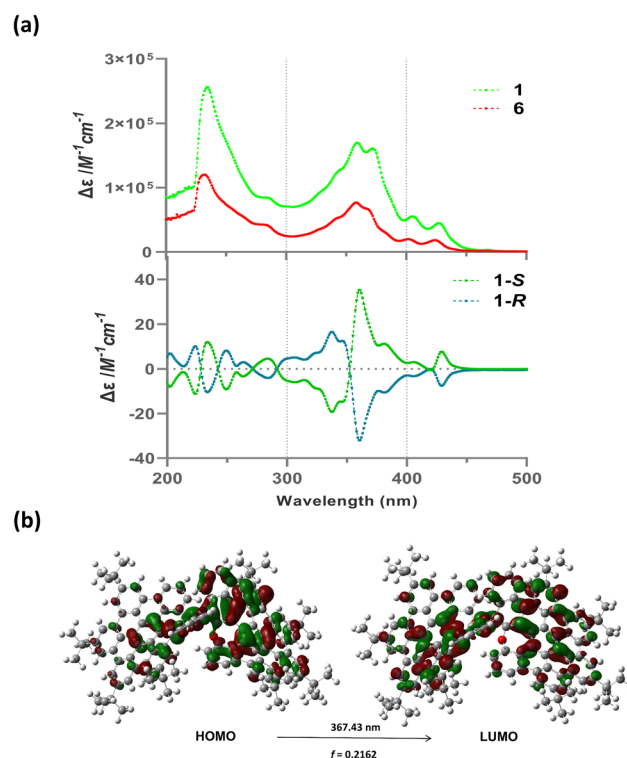 (a)
3×10⁵
2×10⁵
1×10⁵
0
Δε /M⁻¹cm⁻¹
1
6
40
20
0
-20
-40
Δε /M⁻¹cm⁻¹
1-S
1-R
200 300 400 500
Wavelength (nm)
(b)
367.43 nm
HOMO LUMO
f = 0.2162